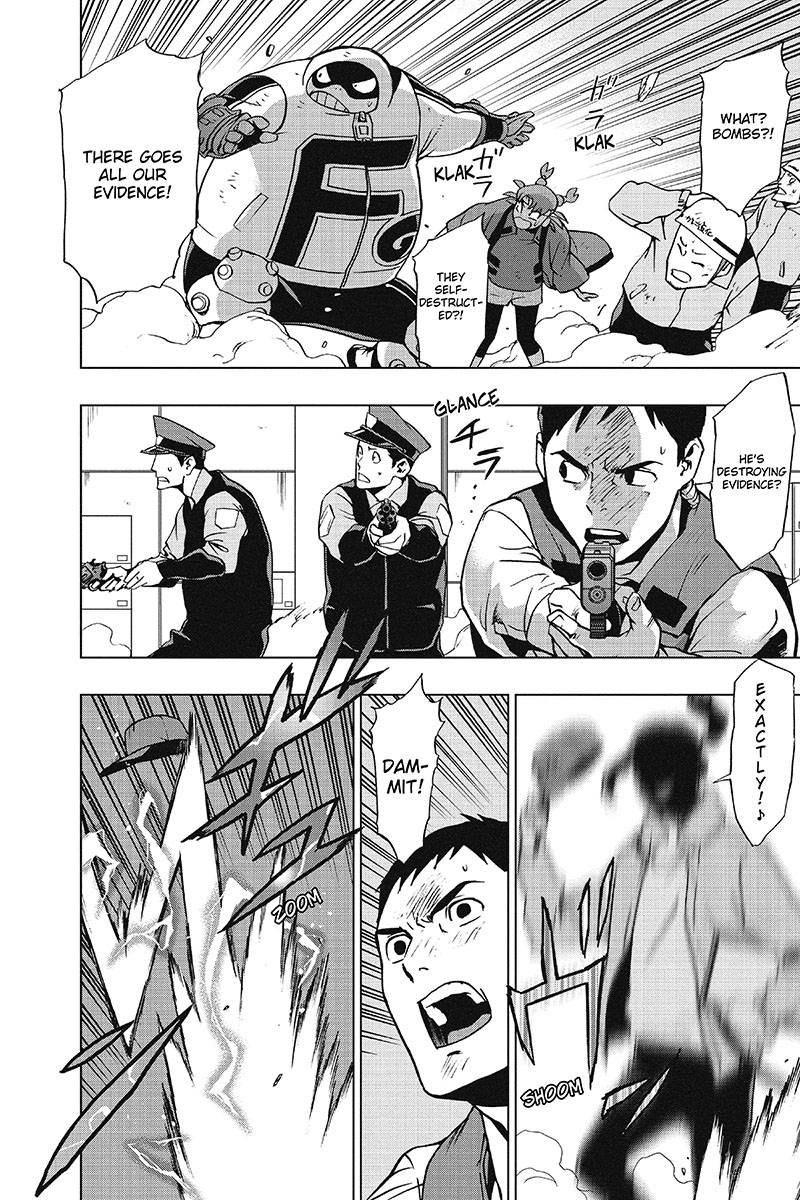 WHAT?
BOMBS?!
ガ
ラ
KLAK
ガ
ラ
KLAK
THEY
SELF-
DESTRUCT-
ED?!
THERE GOES
ALL OUR
EVIDENCE!
F
G
HE'S
DESTROYING
EVIDENCE?
GLANCE
チ
ラ
EXACTLY!♪
SHOOM
DAM-
MIT!
ZOOM